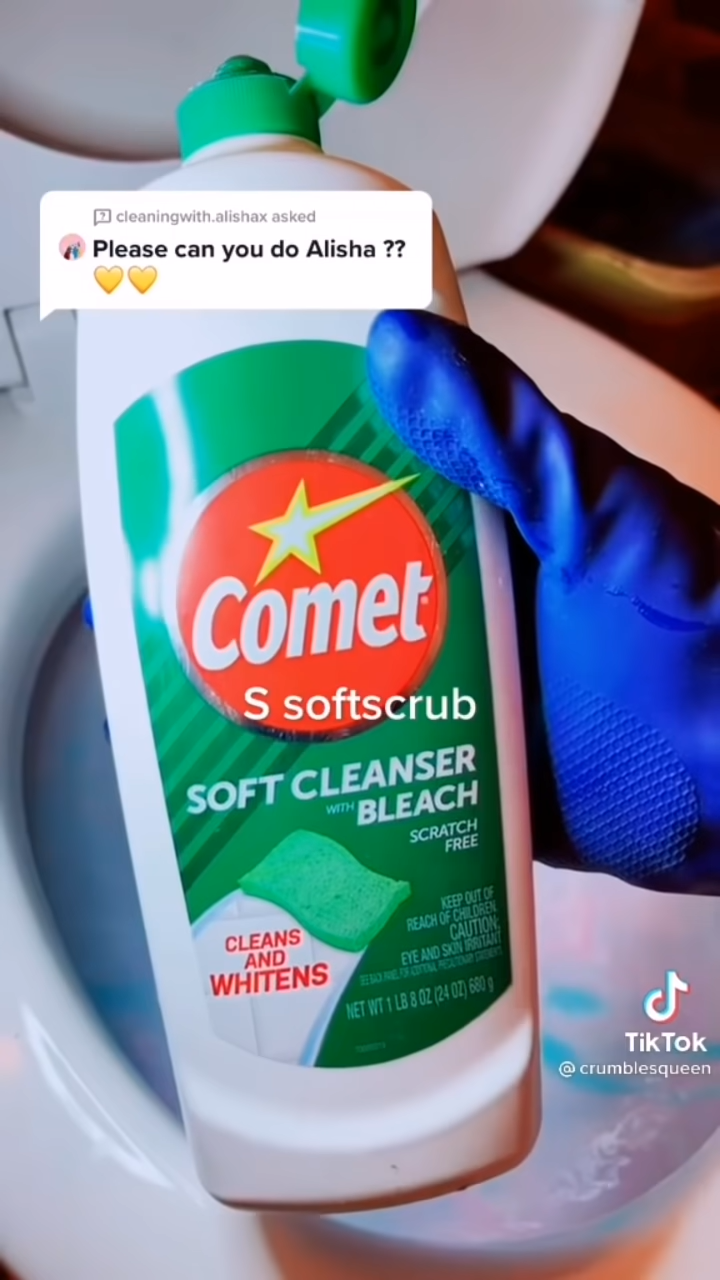 cleaningwith.alishax asked
Please can you do Alisha ??
💛💛
Comet
S softscrub
SOFT CLEANSER
WITH BLEACH
SCRATCH
FREE
CLEANS
AND
WHITENS
KEEP OUT OF
REACH OF CHILDREN.
CAUTION:
EYE AND SKIN IRRITANT
NET WT 1 LB 8 OZ (24 OZ) 680 g
TikTok
@crumblesqueen